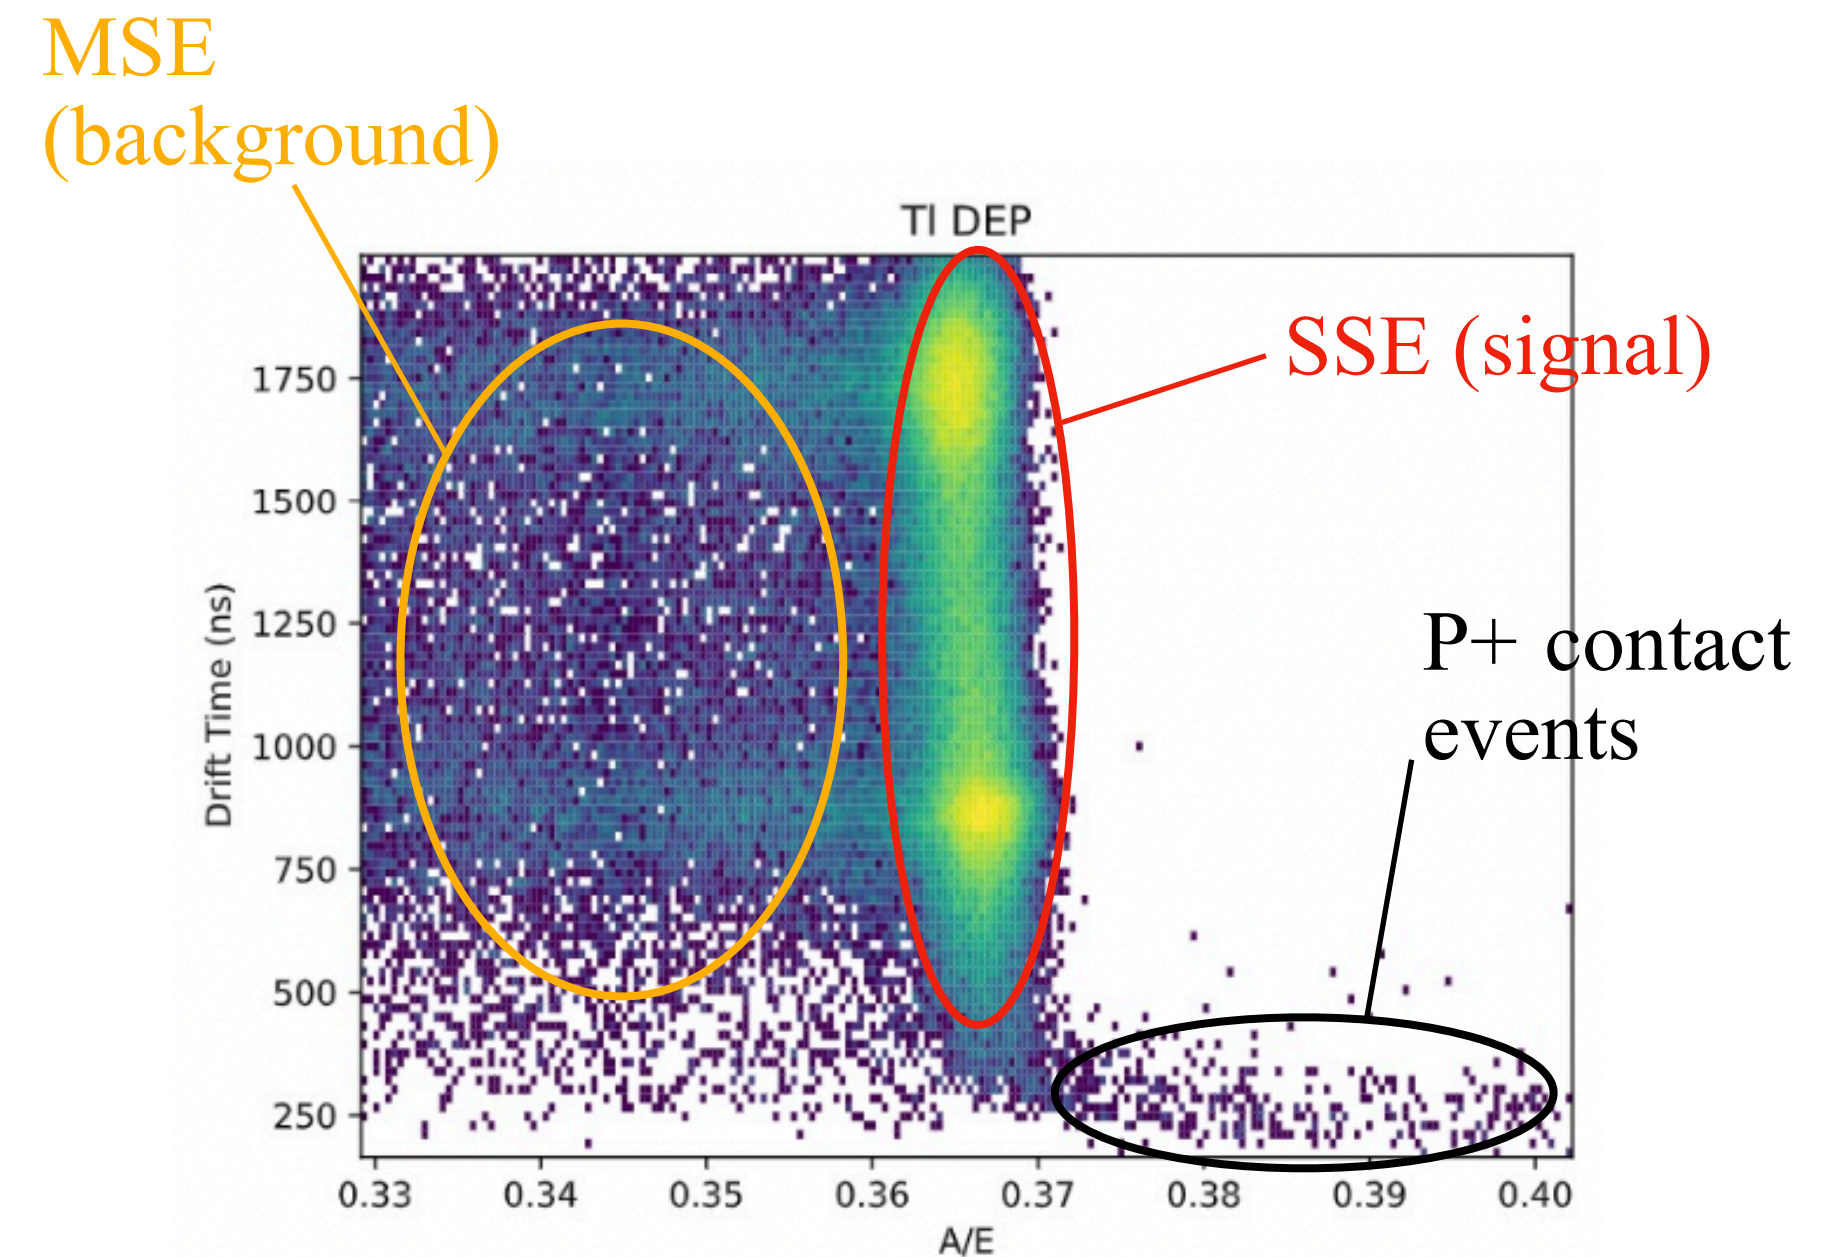 MSE
(background)
Tl DEP
SSE (signal)
P+ contact
events
Drift Time (ns)
1750
1500
1250
1000
750
500
250
0.33 0.34 0.35 0.36 0.37 0.38 0.39 0.40
A/E